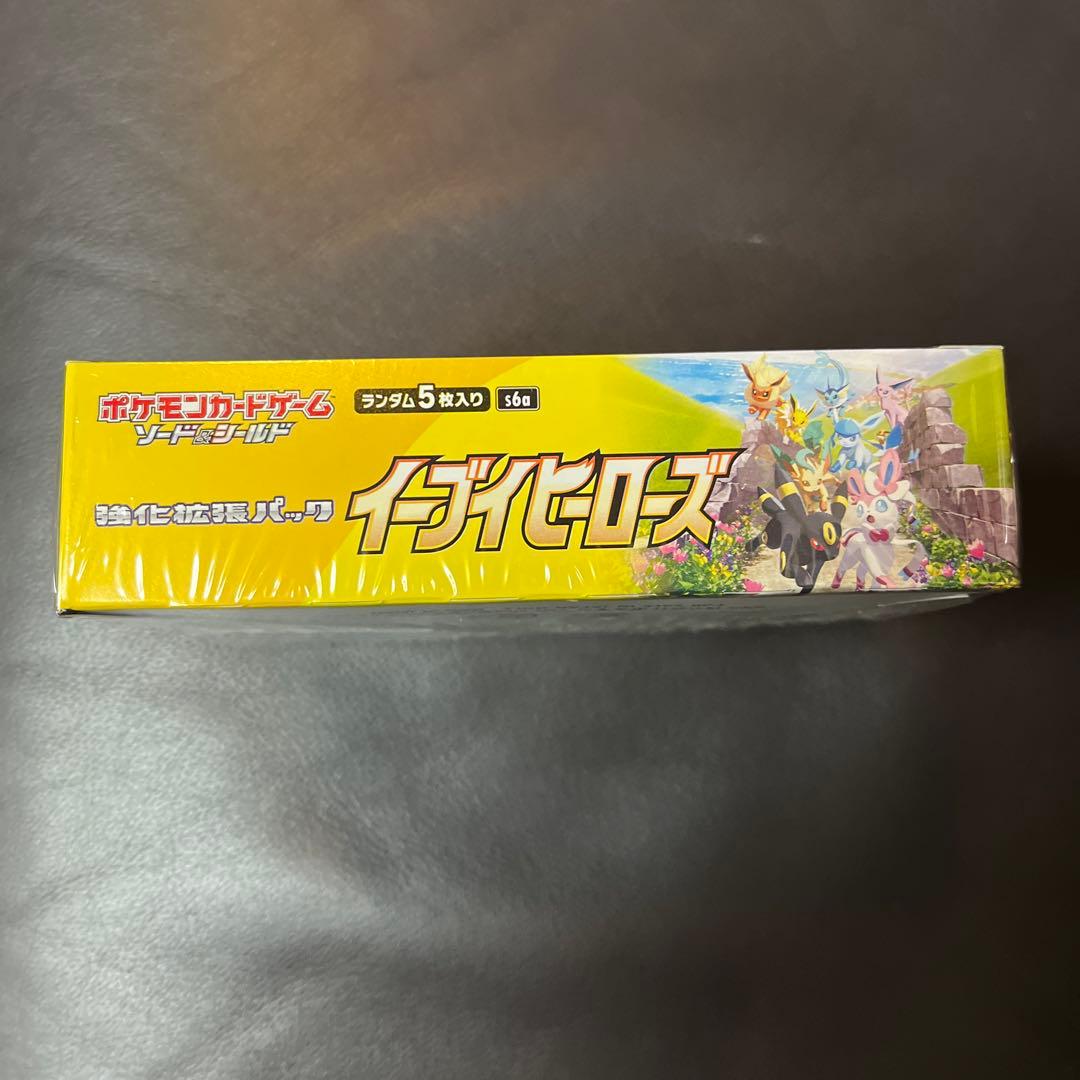 ポケモンカードゲーム
ソード&シールド
ランダム5枚入り s6a
強化拡張パック イーブイヒーローズ